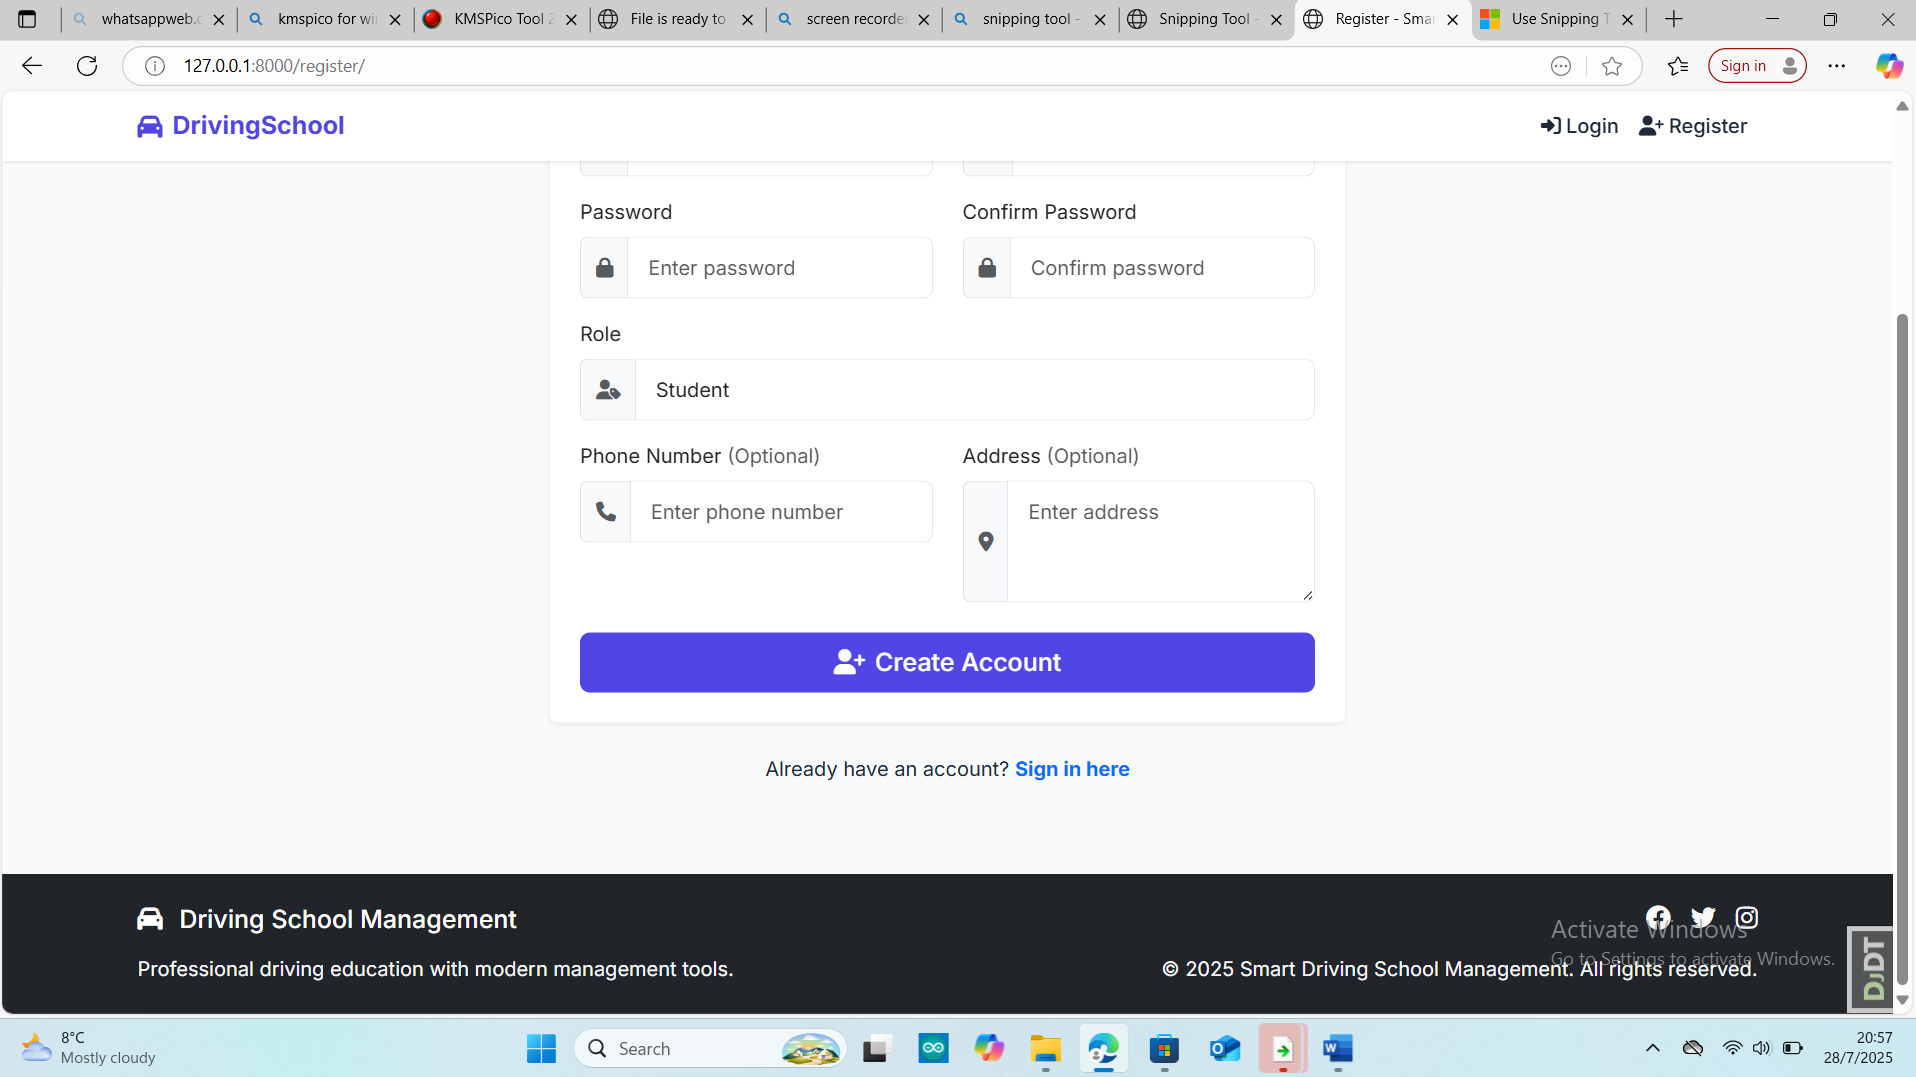 whatsappweb.c
kmspico for wi
KMSPico Tool 2
File is ready to
screen recorde
snipping tool -
Snipping Tool -
Register - Smar
Use Snipping T
127.0.0.1:8000/register/
Sign in
DrivingSchool
Login
Register
Password
Confirm Password
Enter password
Confirm password
Role
Student
Phone Number (Optional)
Address (Optional)
Enter phone number
Enter address
Create Account
Already have an account? Sign in here
Driving School Management
Professional driving education with modern management tools.
© 2025 Smart Driving School Management. All rights reserved.
Activate Windows
Go to Settings to activate Windows.
DJDT
8°C
Mostly cloudy
Search
20:57
28/7/2025